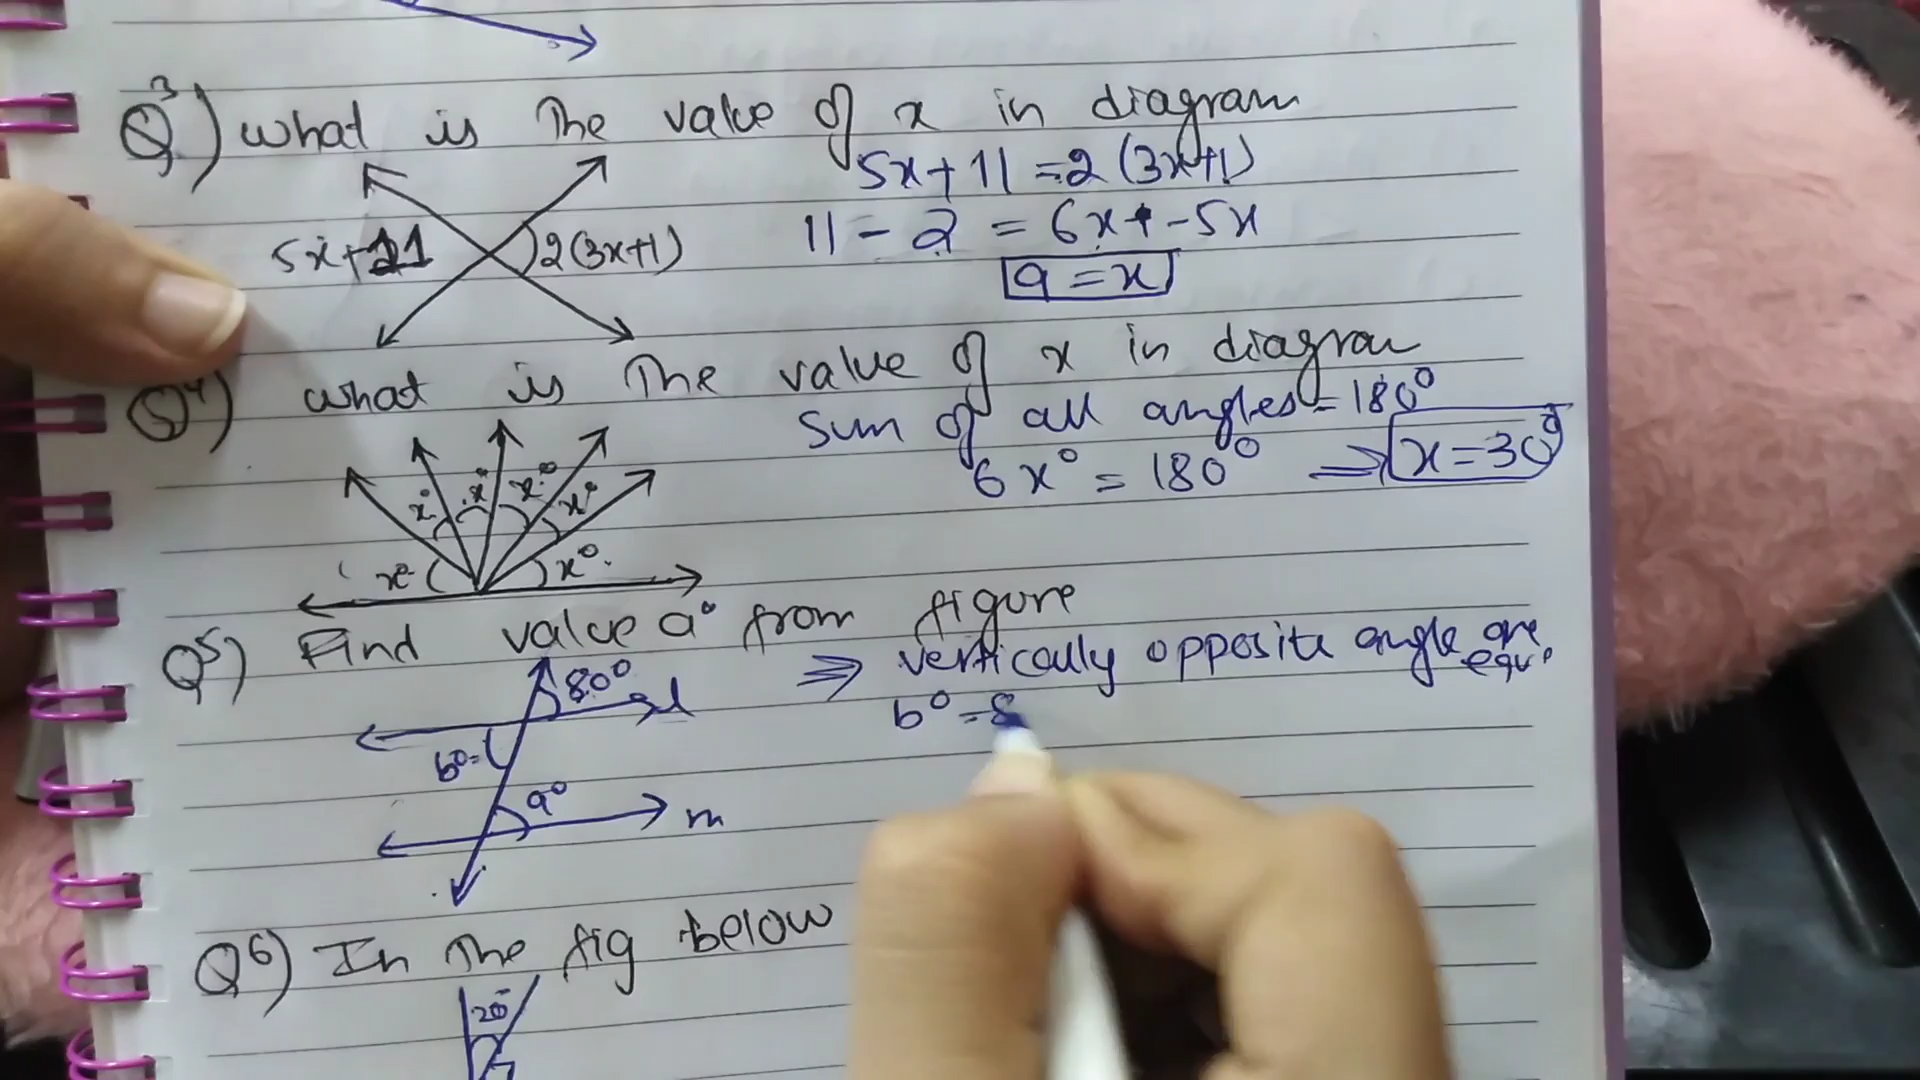 Q3) what is The value of x in diagram
5x+11 = 2(3x+1)
5x+11
2(3x+1)
11 - 2 = 6x - 5x
9 = x
Q4) what is The value of x in diagram
Sum of all angles = 180°
6x° = 180° ⇒ x = 30°
x° x° x° x°
x° x°
Q5) Find value a° from figure
80° l
⇒ vertically opposite angle are
b° = 8
b°=
a°
m
Q6) In The fig below